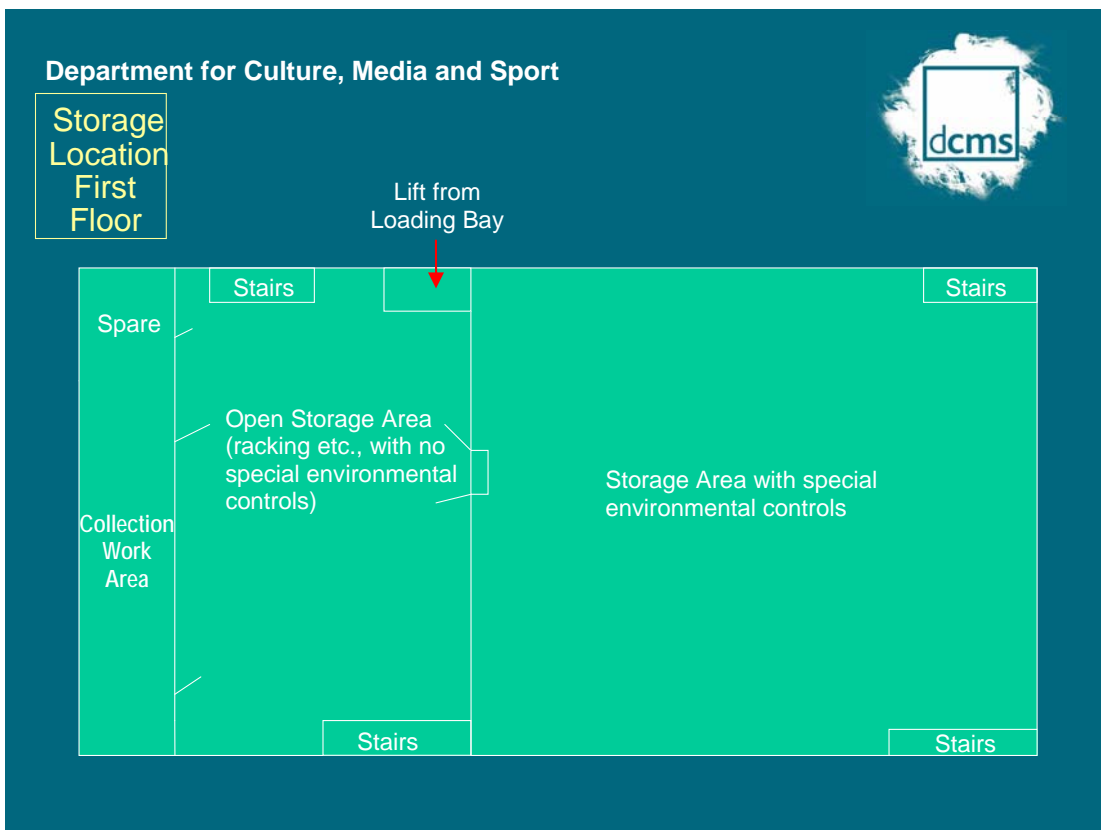 Department for Culture, Media and Sport
dcms
Storage
Location
First
Floor
Lift from
Loading Bay
Stairs
Stairs
Spare
Open Storage Area
(racking etc., with no
special environmental
controls)
Storage Area with special
environmental controls
Collection
Work
Area
Stairs
Stairs